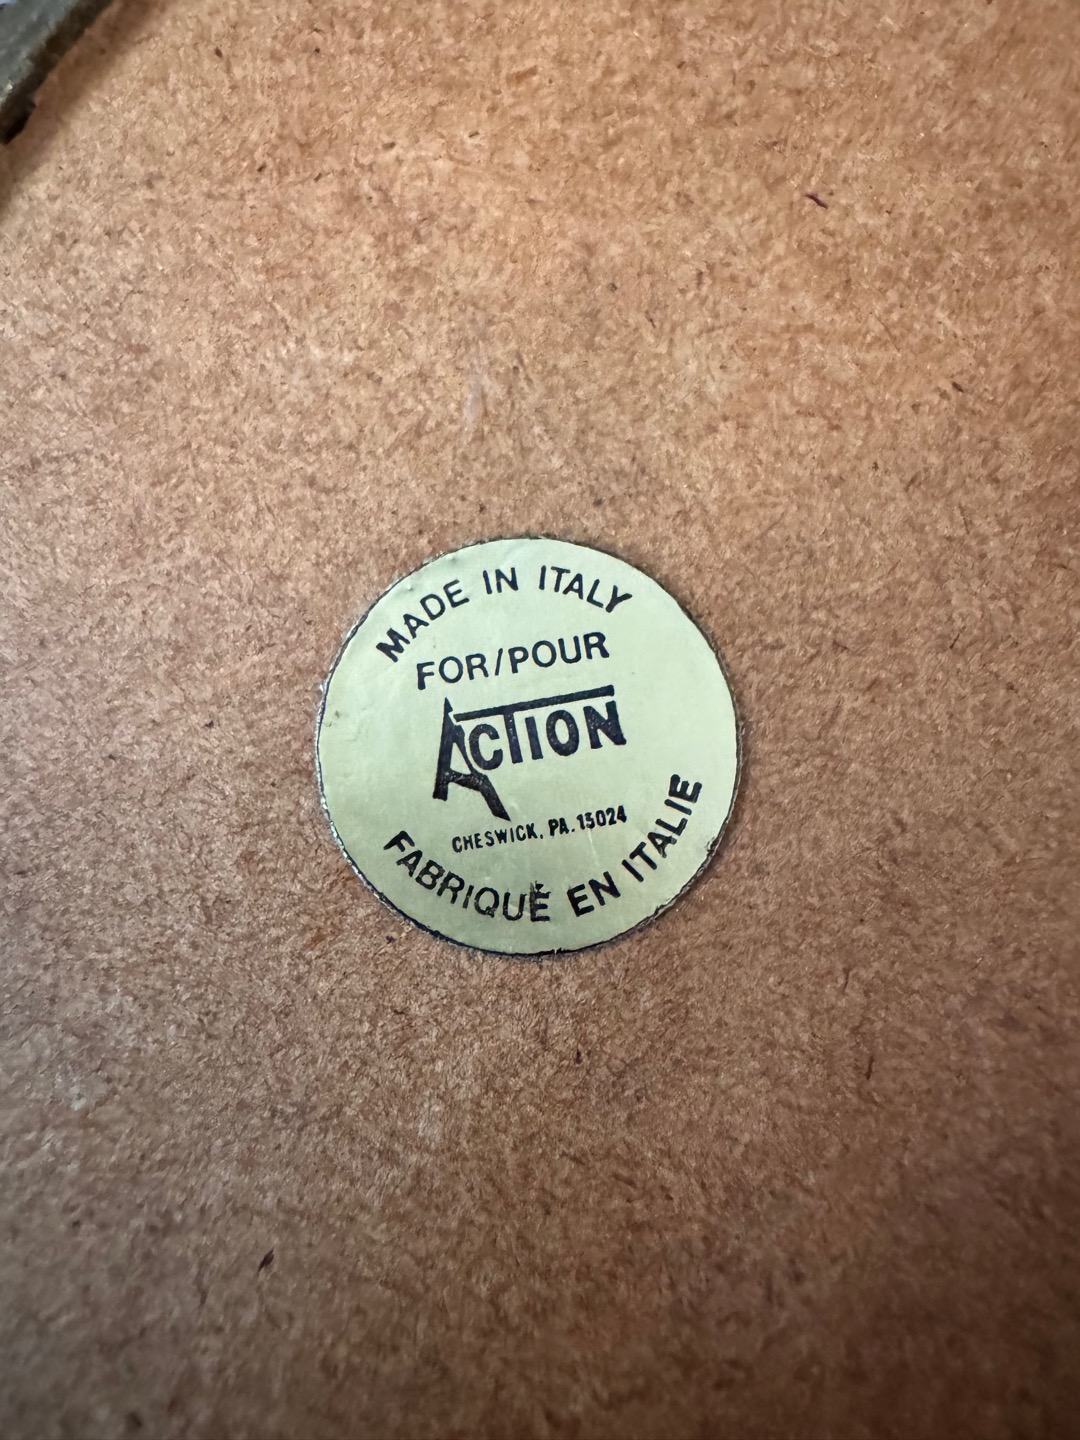 MADE IN ITALY
FOR/POUR
ACTION
CHESWICK, PA. 15024
FABRIQUÉ EN ITALIE